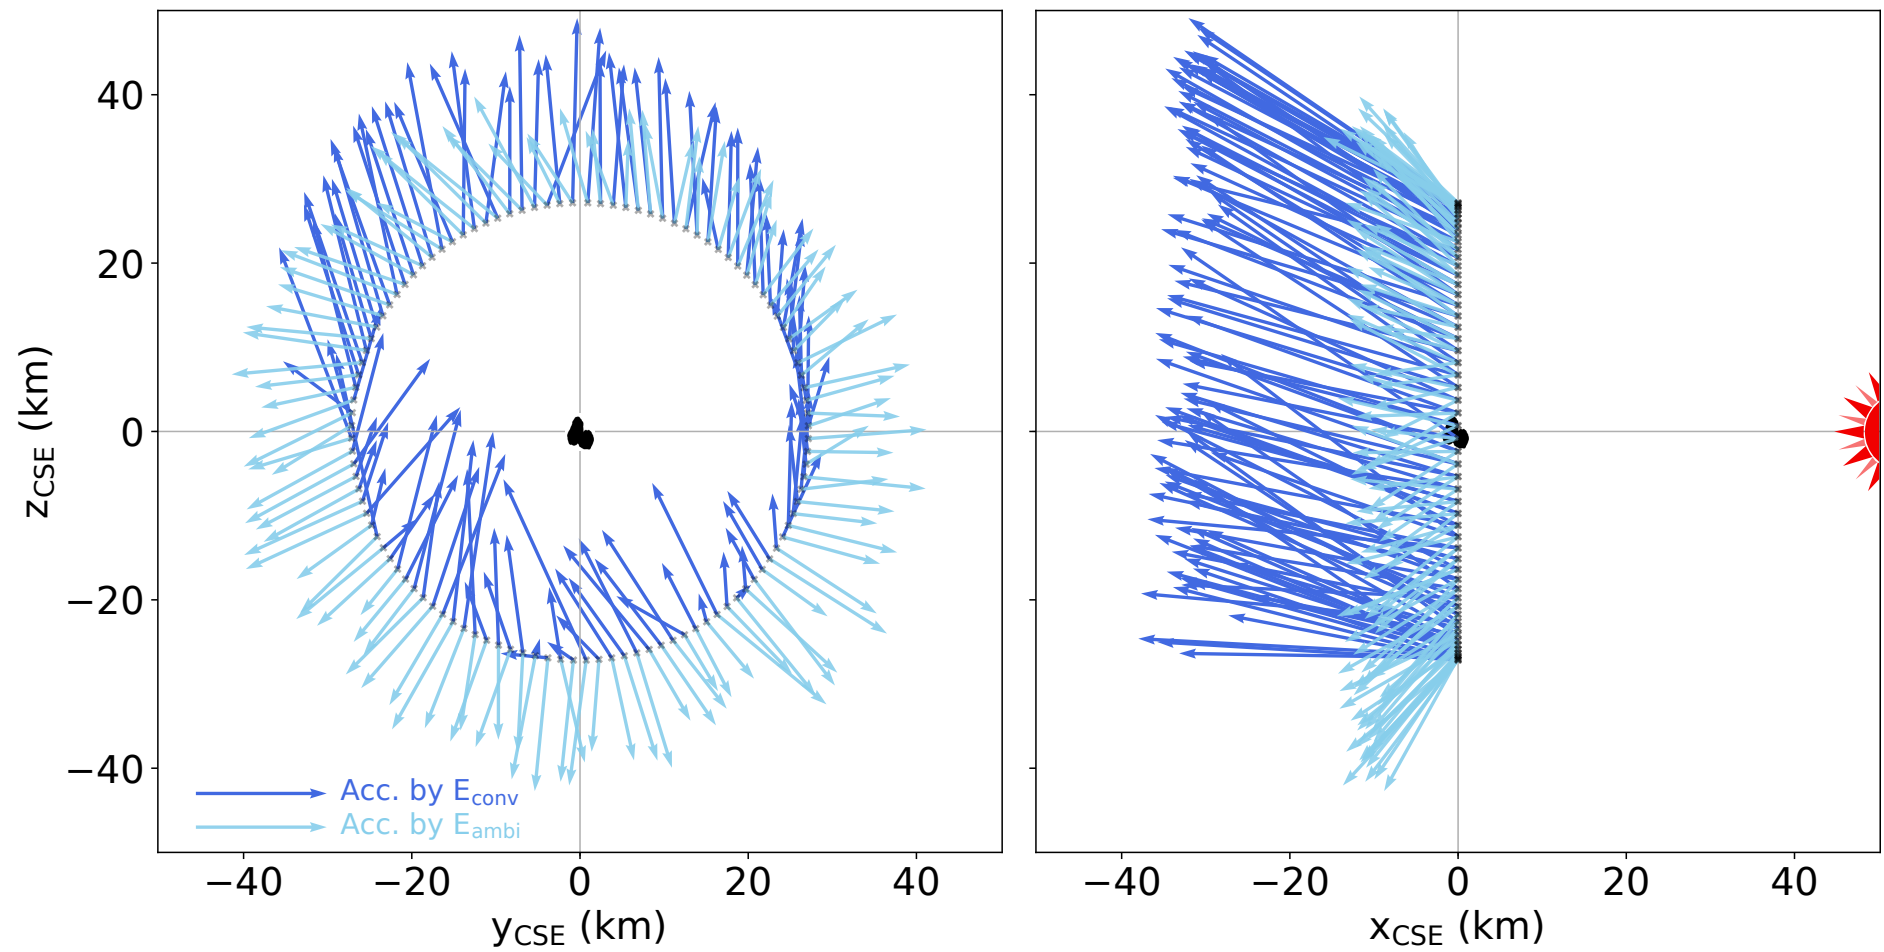 40
20
0
−20
−40
z_CSE (km)
Acc. by E_conv
Acc. by E_ambi
−40 −20 0 20 40
y_CSE (km)
−40 −20 0 20 40
x_CSE (km)